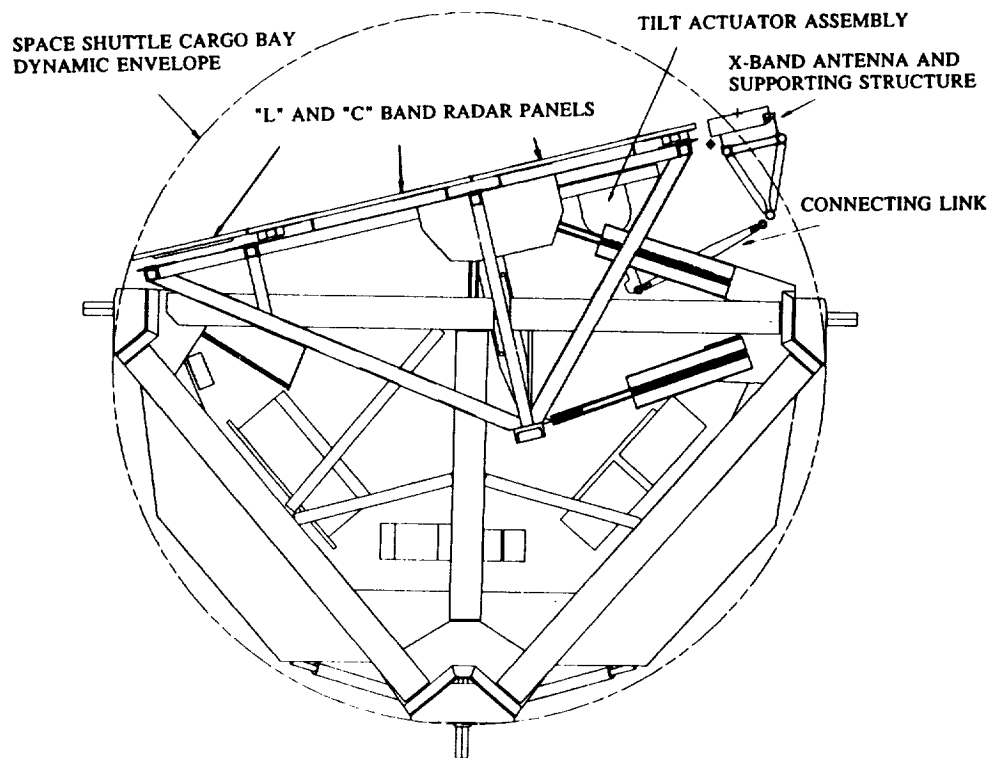 SPACE SHUTTLE CARGO BAY
DYNAMIC ENVELOPE
TILT ACTUATOR ASSEMBLY
X-BAND ANTENNA AND
SUPPORTING STRUCTURE
"L" AND "C" BAND RADAR PANELS
CONNECTING LINK